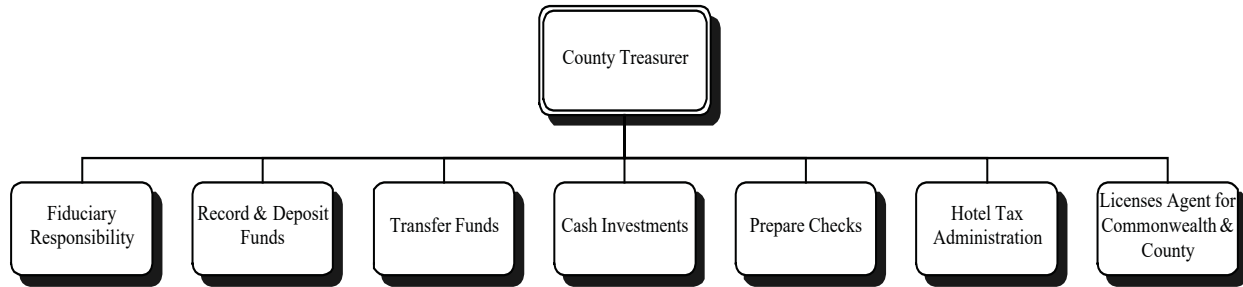 County Treasurer
Fiduciary
Responsibility
Record & Deposit
Funds
Transfer Funds
Cash Investments
Prepare Checks
Hotel Tax
Administration
Licenses Agent for
Commonwealth &
County